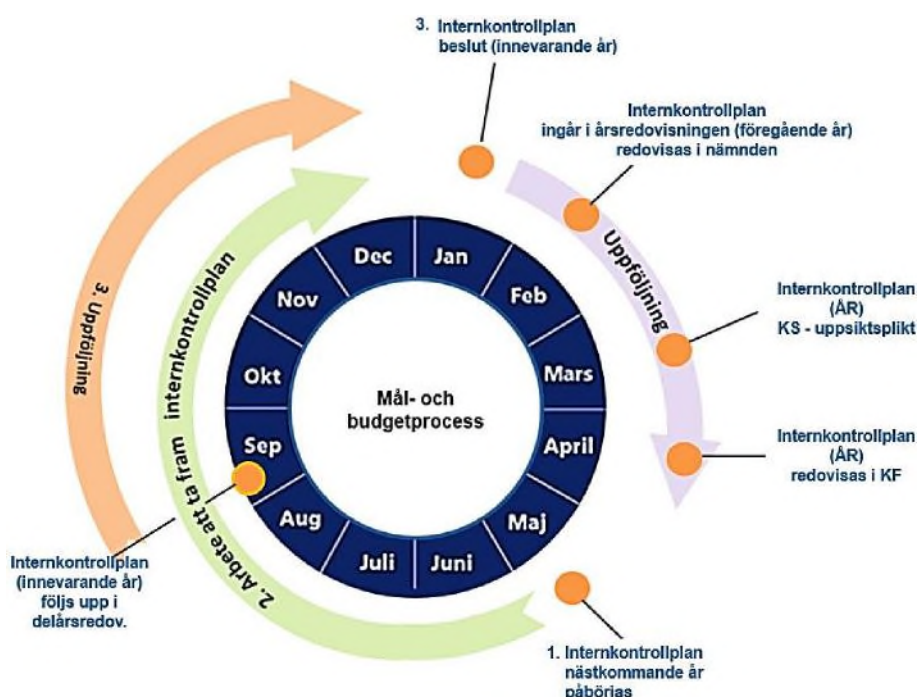 3. Internkontrollplan
beslut (innevarande år)
Internkontrollplan
ingår i årsredovisningen (föregående år)
redovisas i nämnden
Uppföljning
Internkontrollplan
(ÅR)
KS - uppsiktsplikt
Internkontrollplan
(ÅR)
redovisas i KF
1. Internkontrollplan
nästkommande år
påbörjas
2. Arbete att ta fram internkontrollplan
3. Uppföljning
Internkontrollplan
(innevarande år)
följs upp i
delårsredov.
Jan
Feb
Mars
April
Maj
Juni
Juli
Aug
Sep
Okt
Nov
Dec
Mål- och
budgetprocess